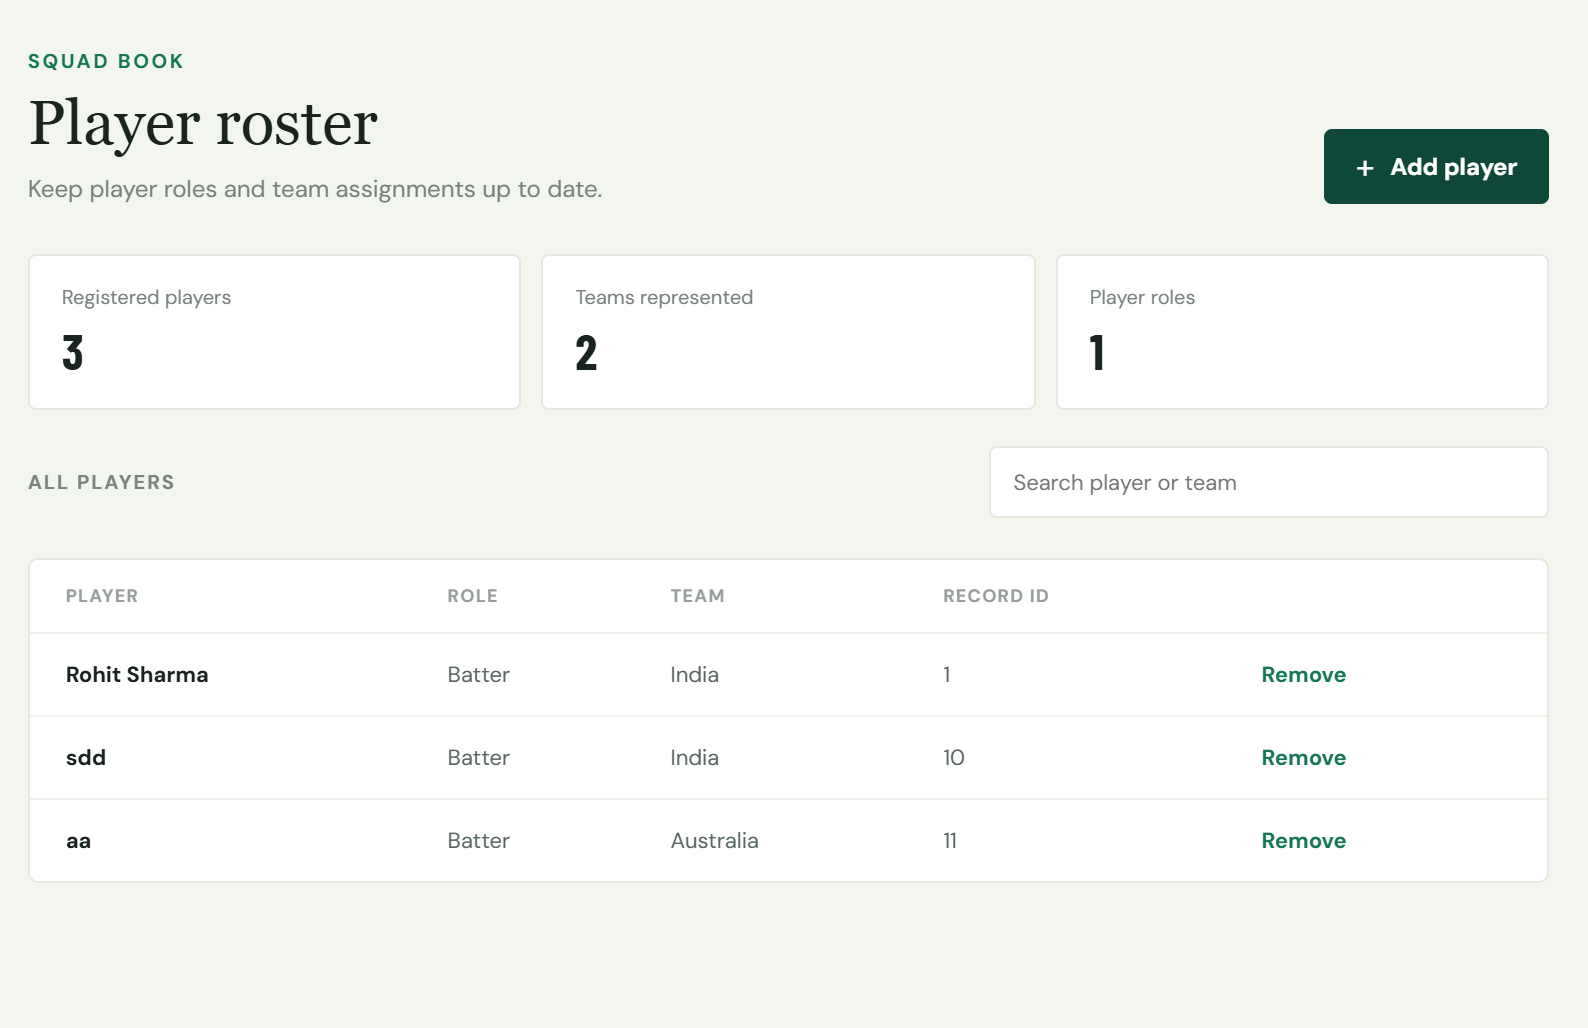 SQUAD BOOK
Player roster
Keep player roles and team assignments up to date.
+ Add player
Registered players
3
Teams represented
2
Player roles
1
ALL PLAYERS
Search player or team
PLAYER ROLE TEAM RECORD ID
Rohit Sharma Batter India 1 Remove
sdd Batter India 10 Remove
aa Batter Australia 11 Remove